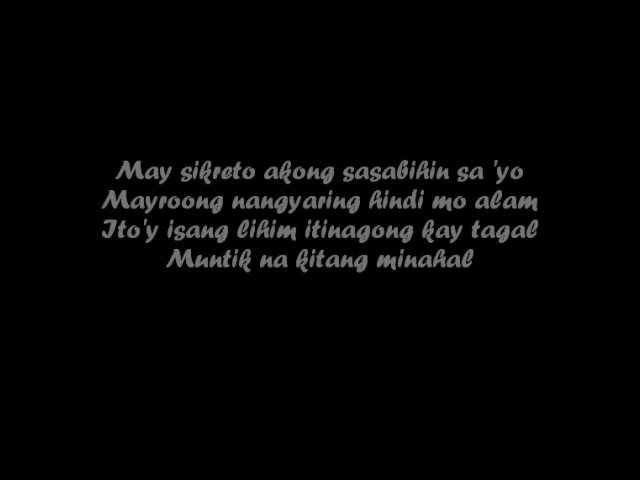 May sikreto akong sasabihin sa 'yo
Mayroong nangyaring hindi mo alam
Ito'y isang lihim itinagong kay tagal
Muntik na kitang minahal